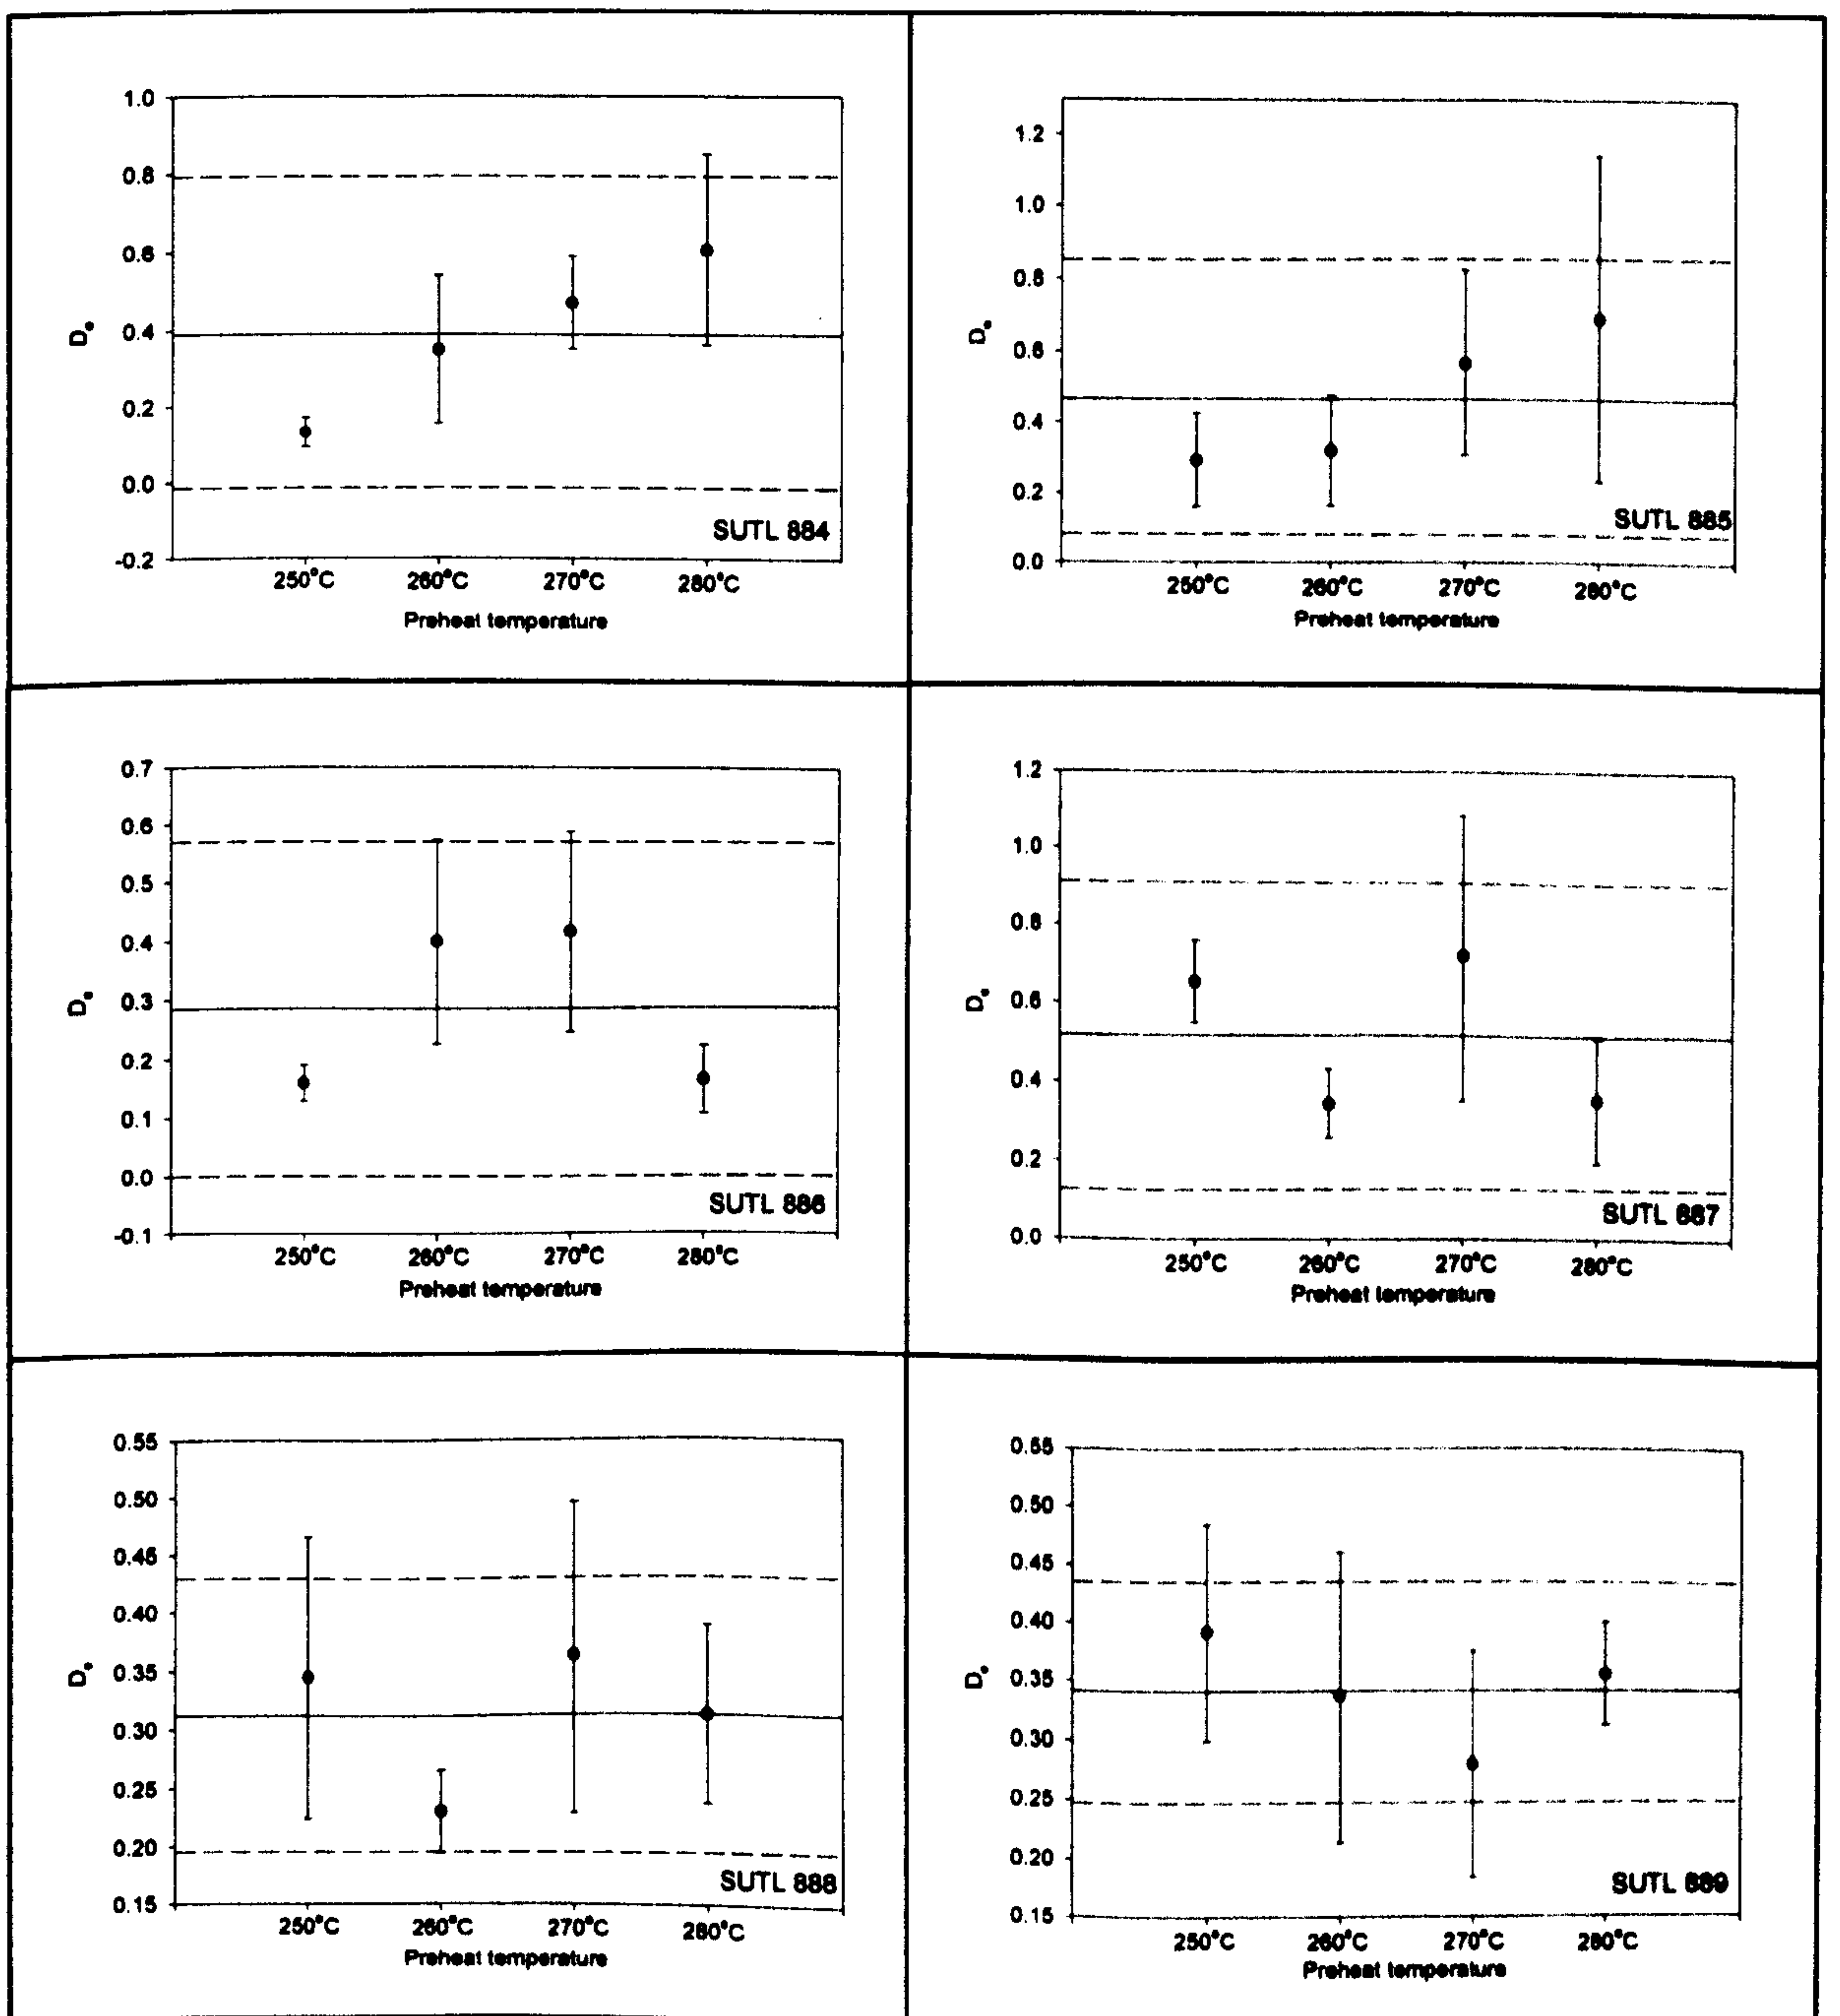 1.0
0.8
0.6
0.4
0.2
0.0
-0.2
De
SUTL 884
250°C 260°C 270°C 280°C
Preheat temperature
1.2
1.0
0.8
0.6
0.4
0.2
0.0
De
SUTL 885
250°C 260°C 270°C 280°C
Preheat temperature
0.7
0.6
0.5
0.4
0.3
0.2
0.1
0.0
-0.1
De
SUTL 886
250°C 260°C 270°C 280°C
Preheat temperature
1.2
1.0
0.8
0.6
0.4
0.2
0.0
De
SUTL 887
250°C 260°C 270°C 280°C
Preheat temperature
0.55
0.50
0.45
0.40
0.35
0.30
0.25
0.20
0.15
De
SUTL 888
250°C 260°C 270°C 280°C
Preheat temperature
0.55
0.50
0.45
0.40
0.35
0.30
0.25
0.20
0.15
De
SUTL 889
250°C 260°C 270°C 280°C
Preheat temperature